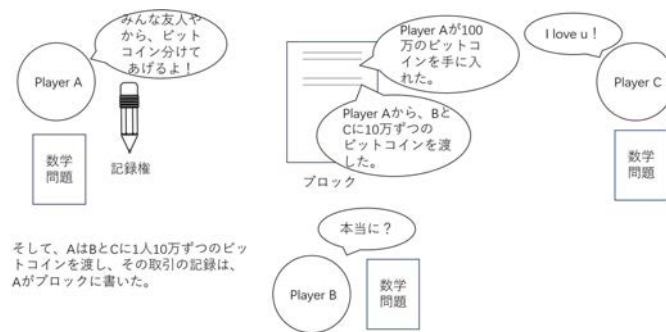 みんな友人や
から、ビット
コイン分けて
あげるよ！
Player A
数学
問題
記録権
Player Aが100
万のビットコ
インを手に入
れた。
Player Aから、Bと
Cに10万ずつの
ビットコインを渡
した。
ブロック
I love u！
Player C
数学
問題
そして、AはBとCに1人10万ずつのビッ
トコインを渡し、その取引の記録は、
Aがブロックに書いた。
本当に？
Player B
数学
問題